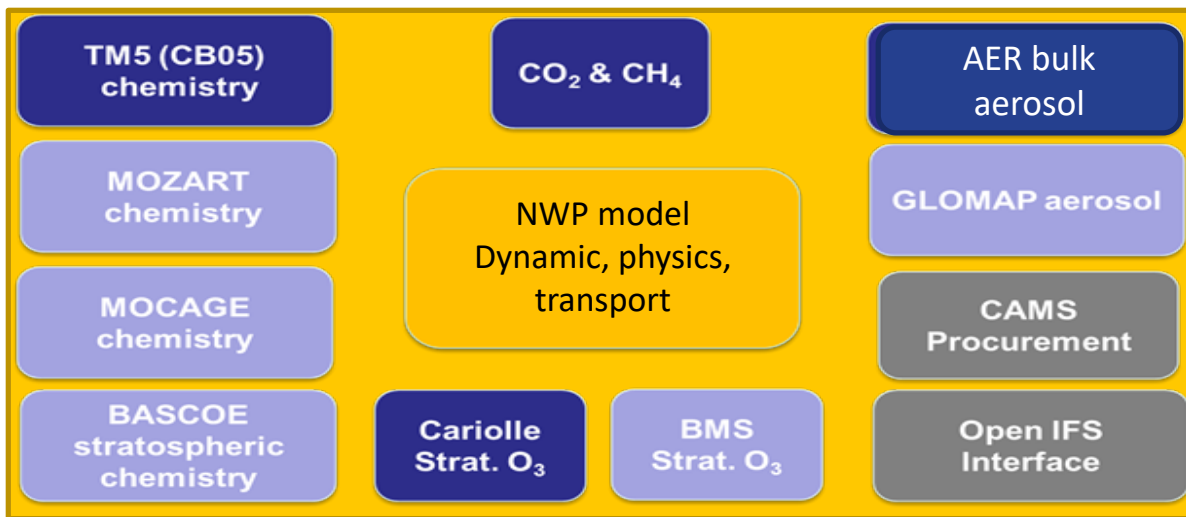 TM5 (CB05)
chemistry
CO₂ & CH₄
AER bulk
aerosol
MOZART
chemistry
NWP model
Dynamic, physics,
transport
GLOMAP aerosol
MOCAGE
chemistry
CAMS
Procurement
BASCOE
stratospheric
chemistry
Cariolle
Strat. O₃
BMS
Strat. O₃
Open IFS
Interface